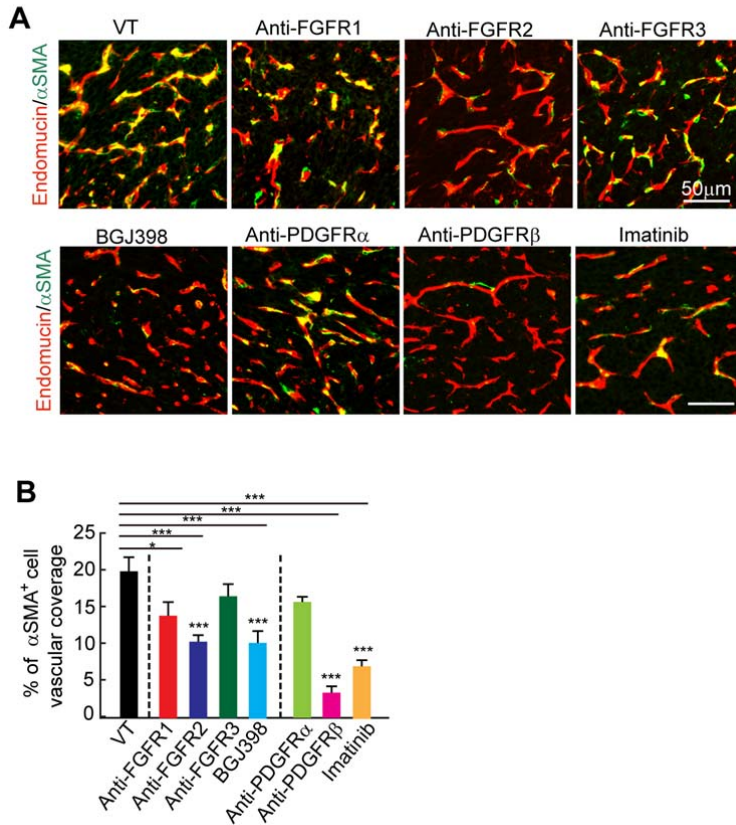 A
VT
Anti-FGFR1
Anti-FGFR2
Anti-FGFR3
Endomucin/αSMA
50μm
BGJ398
Anti-PDGFRα
Anti-PDGFRβ
Imatinib
Endomucin/αSMA
B
***
***
***
***
*
% of αSMA⁺ cell
vascular coverage
25
20
15
10
5
0
***
***
***
***
VT
Anti-FGFR1
Anti-FGFR2
Anti-FGFR3
BGJ398
Anti-PDGFRα
Anti-PDGFRβ
Imatinib